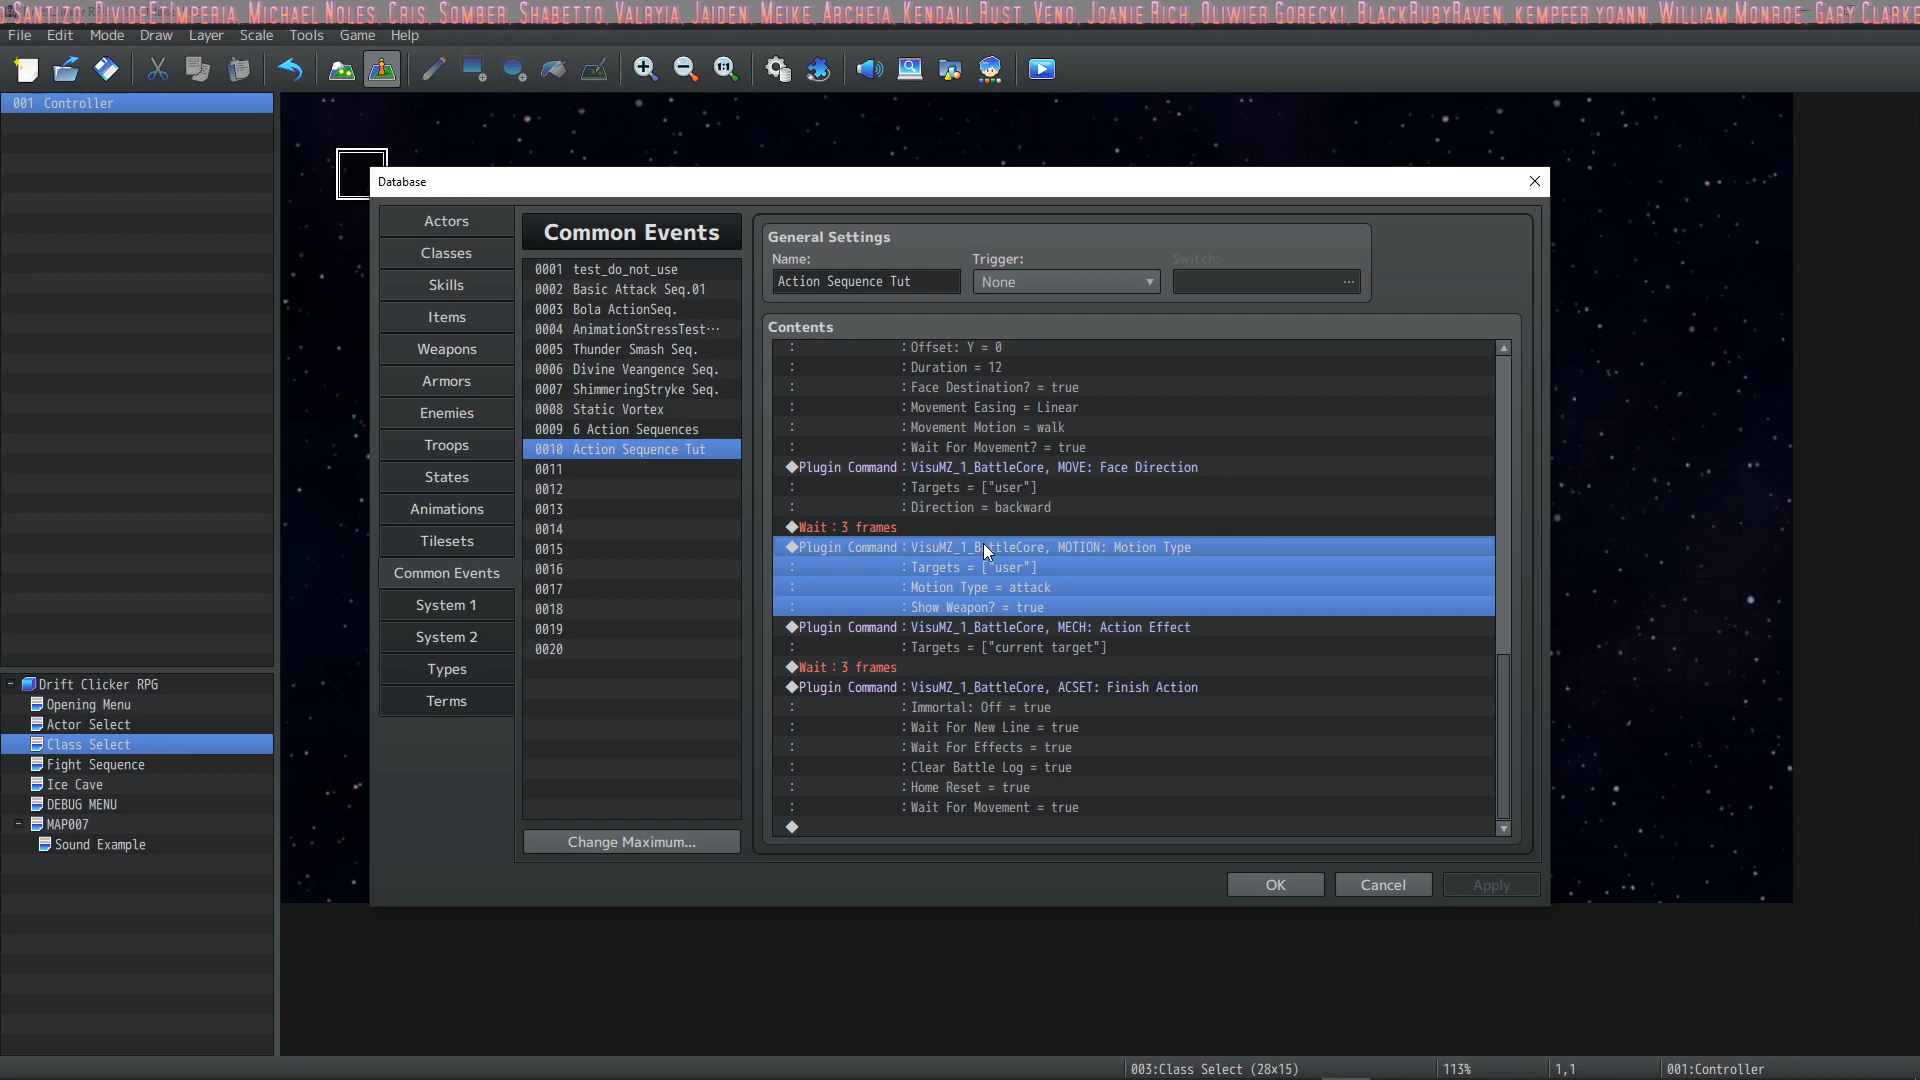 Michael Noles, Cris, Somber, Shabetto, Valryia, Jaiden, Meike, Archeia, Kendall Rust, Veno, Joanie Rich, Oliwier Gorecki, BlackRubyRaven, kempfer yoann, William Monroe, Gary Clarke
File Edit Mode Draw Layer Scale Tools Game Help
001 Controller
Database
Actors
Classes
Skills
Items
Weapons
Armors
Enemies
Troops
States
Animations
Tilesets
Common Events
System 1
System 2
Types
Terms
Common Events
0001 test_do_not_use
0002 Basic Attack Seq.01
0003 Bola ActionSeq.
0004 AnimationStressTest…
0005 Thunder Smash Seq.
0006 Divine Veangence Seq.
0007 ShimmeringStryke Seq.
0008 Static Vortex
0009 6 Action Sequences
0010 Action Sequence Tut
0011
0012
0013
0014
0015
0016
0017
0018
0019
0020
Change Maximum...
General Settings
Name: Trigger: Switch:
Action Sequence Tut None ...
Contents
: :Offset: Y = 0
: :Duration = 12
: :Face Destination? = true
: :Movement Easing = Linear
: :Movement Motion = walk
: :Wait For Movement? = true
◆Plugin Command:VisuMZ_1_BattleCore, MOVE: Face Direction
: :Targets = ["user"]
: :Direction = backward
◆Wait:3 frames
◆Plugin Command:VisuMZ_1_BattleCore, MOTION: Motion Type
: :Targets = ["user"]
: :Motion Type = attack
: :Show Weapon? = true
◆Plugin Command:VisuMZ_1_BattleCore, MECH: Action Effect
: :Targets = ["current target"]
◆Wait:3 frames
◆Plugin Command:VisuMZ_1_BattleCore, ACSET: Finish Action
: :Immortal: Off = true
: :Wait For New Line = true
: :Wait For Effects = true
: :Clear Battle Log = true
: :Home Reset = true
: :Wait For Movement = true
◆
OK Cancel Apply
Drift Clicker RPG
Opening Menu
Actor Select
Class Select
Fight Sequence
Ice Cave
DEBUG MENU
MAP007
Sound Example
003:Class Select (28x15) 113% 1,1 001:Controller